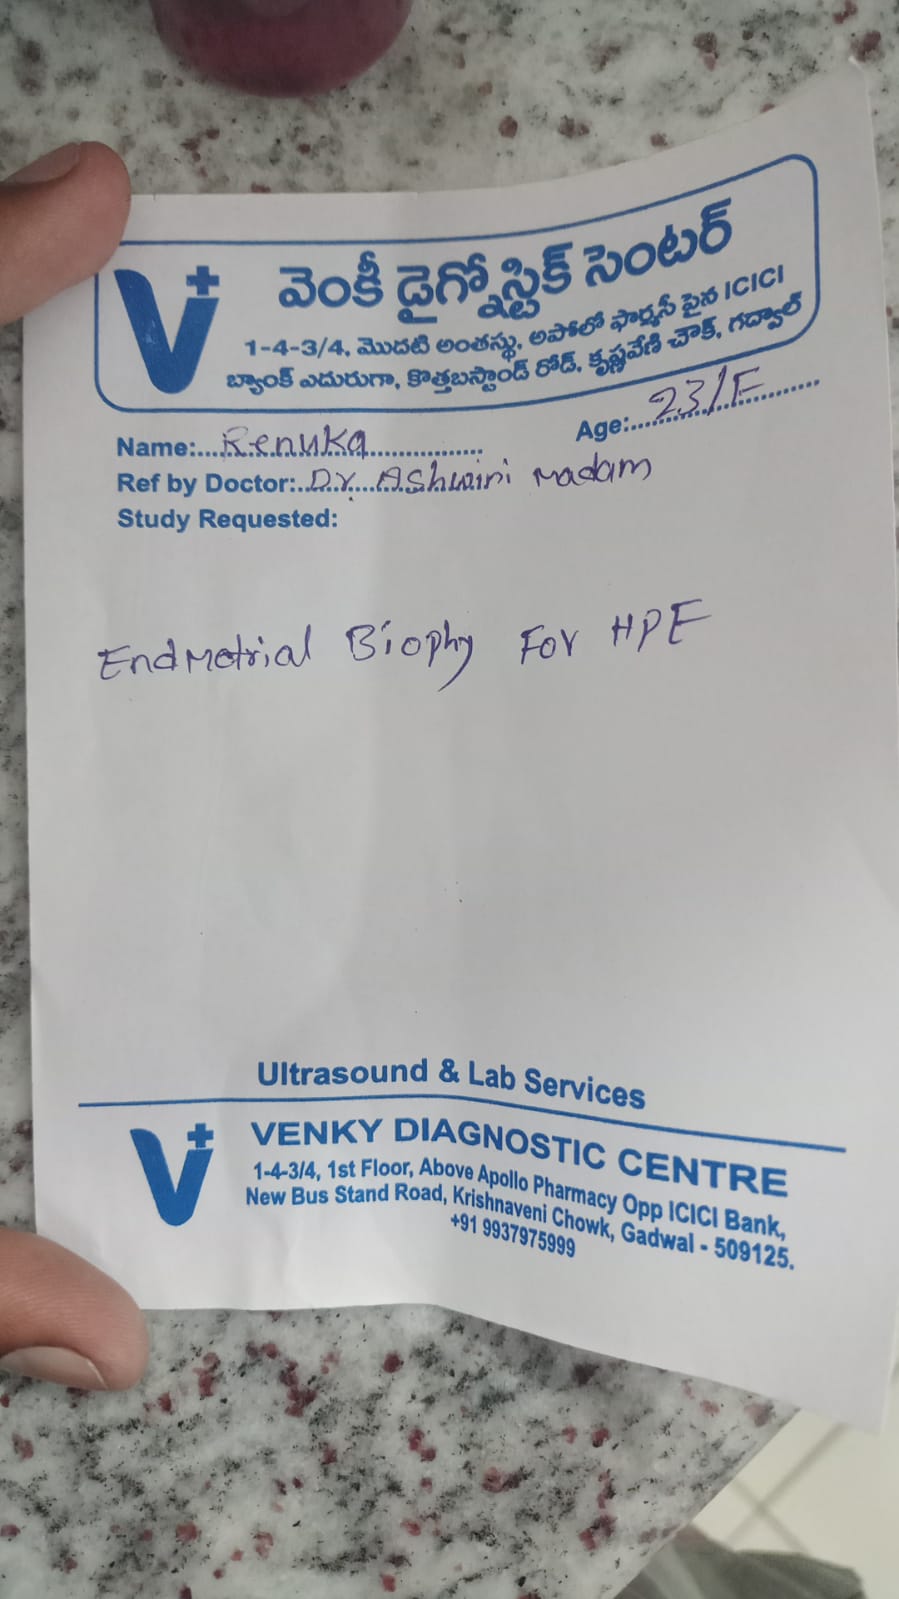 వెంకీ డైగ్నోస్టిక్ సెంటర్
1-4-3/4, మొదటి అంతస్థు, అపోలో ఫార్మసీ పైన ICICI
బ్యాంక్ ఎదురుగా, కొత్తబస్టాండ్ రోడ్, కృష్ణవేణి చౌక్, గద్వాల్
Name:....Renuka..................
Age:....23/F............
Ref by Doctor:..Dr. Ashwini Madam
Study Requested:
Endmetrial Biophy For HPE
Ultrasound & Lab Services
VENKY DIAGNOSTIC CENTRE
1-4-3/4, 1st Floor, Above Apollo Pharmacy Opp ICICI Bank,
New Bus Stand Road, Krishnaveni Chowk, Gadwal - 509125.
+91 9937975999